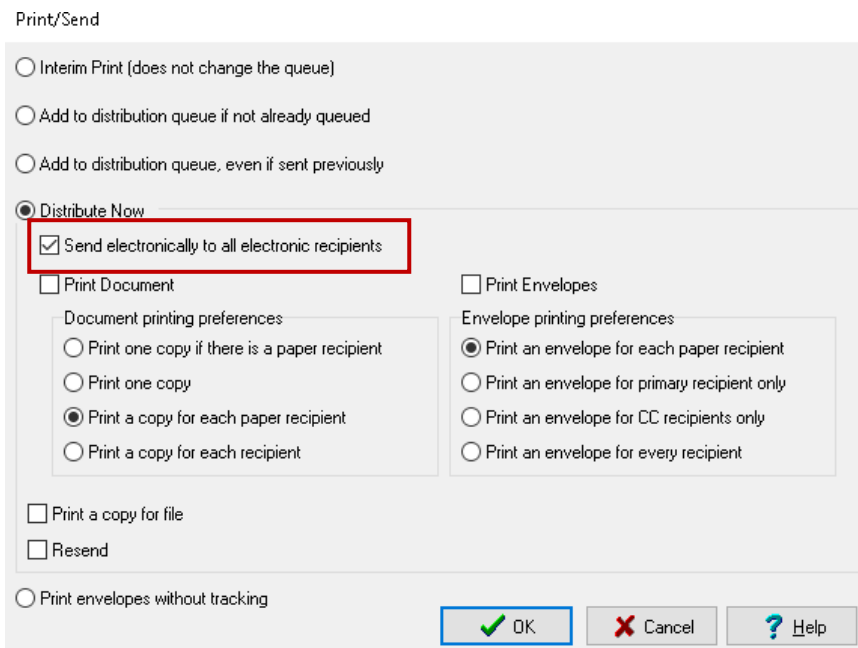 Print/Send
Interim Print (does not change the queue)
Add to distribution queue if not already queued
Add to distribution queue, even if sent previously
Distribute Now
Send electronically to all electronic recipients
Print Document
Document printing preferences
Print one copy if there is a paper recipient
Print one copy
Print a copy for each paper recipient
Print a copy for each recipient
Print Envelopes
Envelope printing preferences
Print an envelope for each paper recipient
Print an envelope for primary recipient only
Print an envelope for CC recipients only
Print an envelope for every recipient
Print a copy for file
Resend
Print envelopes without tracking
OK
Cancel
Help